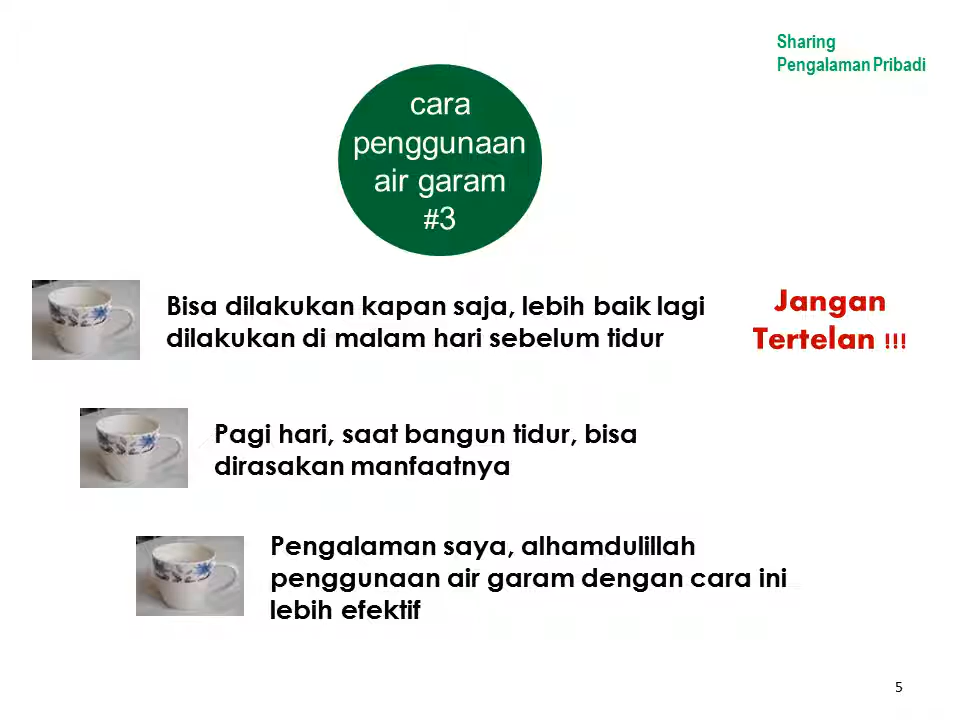 Sharing
Pengalaman Pribadi
cara
penggunaan
air garam
#3
Bisa dilakukan kapan saja, lebih baik lagi
dilakukan di malam hari sebelum tidur
Jangan
Tertelan !!!
Pagi hari, saat bangun tidur, bisa
dirasakan manfaatnya
Pengalaman saya, alhamdulillah
penggunaan air garam dengan cara ini
lebih efektif
5